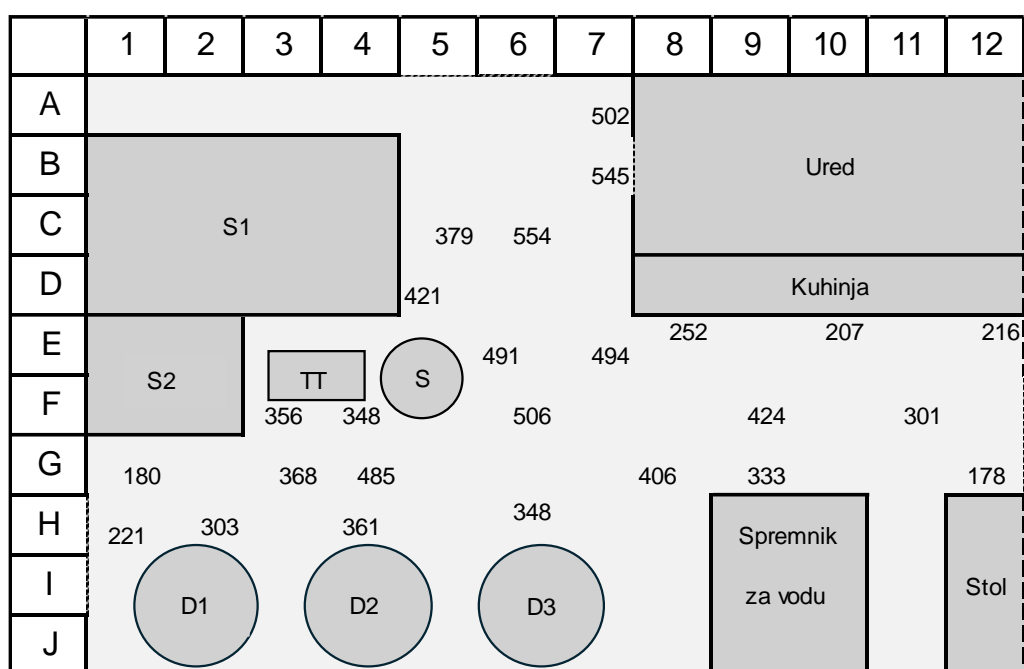 1 2 3 4 5 6 7 8 9 10 11 12
A
502
B
545
Ured
C
S1
379 554
D
421
Kuhinja
E
252 207 216
491 494
S2
TT
S
F
356 348 506 424 301
G
180 368 485 406 333 178
H
221 303 361 348
Spremnik
I
D1 D2 D3
za vodu
Stol
J